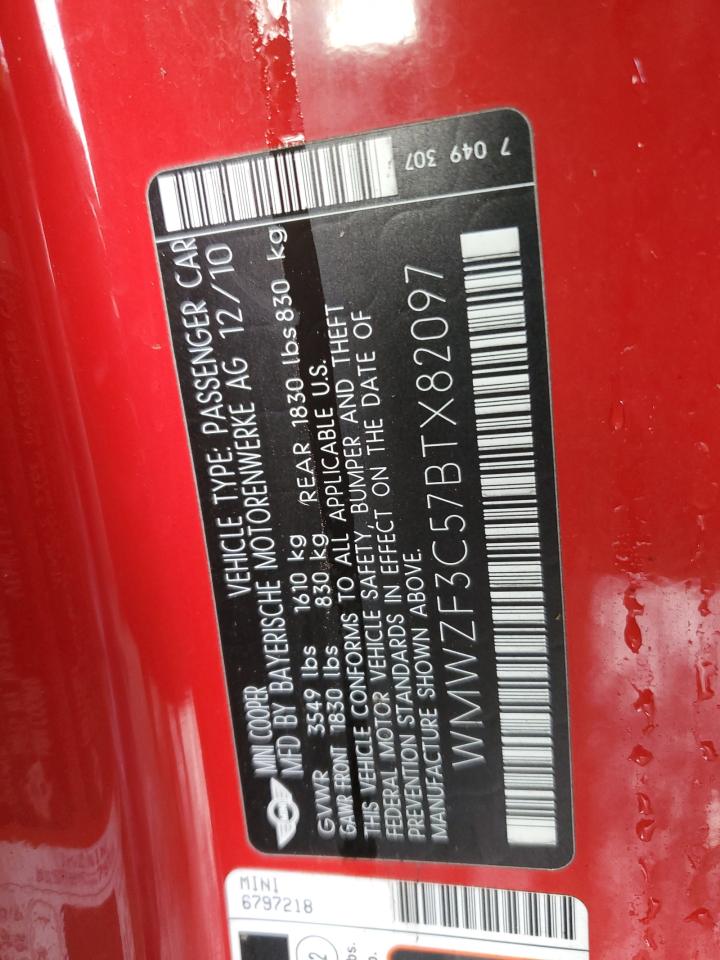 MINI COOPER VEHICLE TYPE: PASSENGER CAR
MFD BY BAYERISCHE MOTORENWERKE AG 12/10
GVWR 3549 lbs 1610 kg
GAWR FRONT 1830 lbs 830 kg REAR 1830 lbs 830 kg
THIS VEHICLE CONFORMS TO ALL APPLICABLE U.S.
FEDERAL MOTOR VEHICLE SAFETY, BUMPER AND THEFT
PREVENTION STANDARDS IN EFFECT ON THE DATE OF
MANUFACTURE SHOWN ABOVE.
WMWZF3C57BTX82097
7 049 307
MINI
6797218
2
bs.